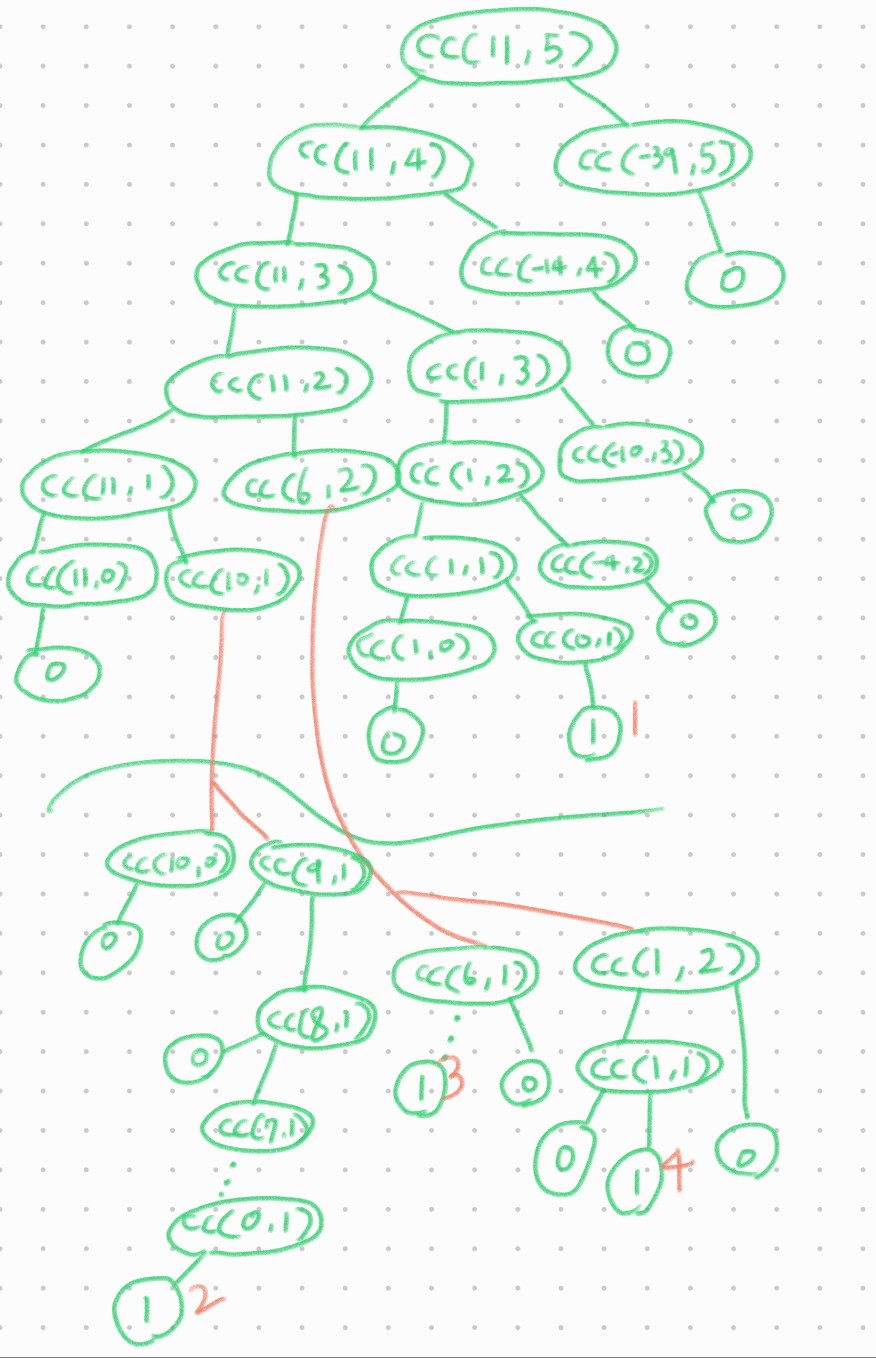 cc(11,5)
cc(11,4) cc(-39,5)
cc(11,3) cc(-14,4) 0
cc(11,2) cc(1,3) 0
cc(11,1) cc(6,2) cc(1,2) cc(-10,3)
0
cc(11,0) cc(10,1) cc(1,1) cc(-4,2)
0 cc(1,0) cc(0,1) 0
0 1 1
cc(10,0) cc(9,1)
0 0 cc(6,1) cc(1,2)
0 cc(8,1) 1 3 0 cc(1,1)
cc(7,1) 0 1 4 0
cc(0,1)
1 2